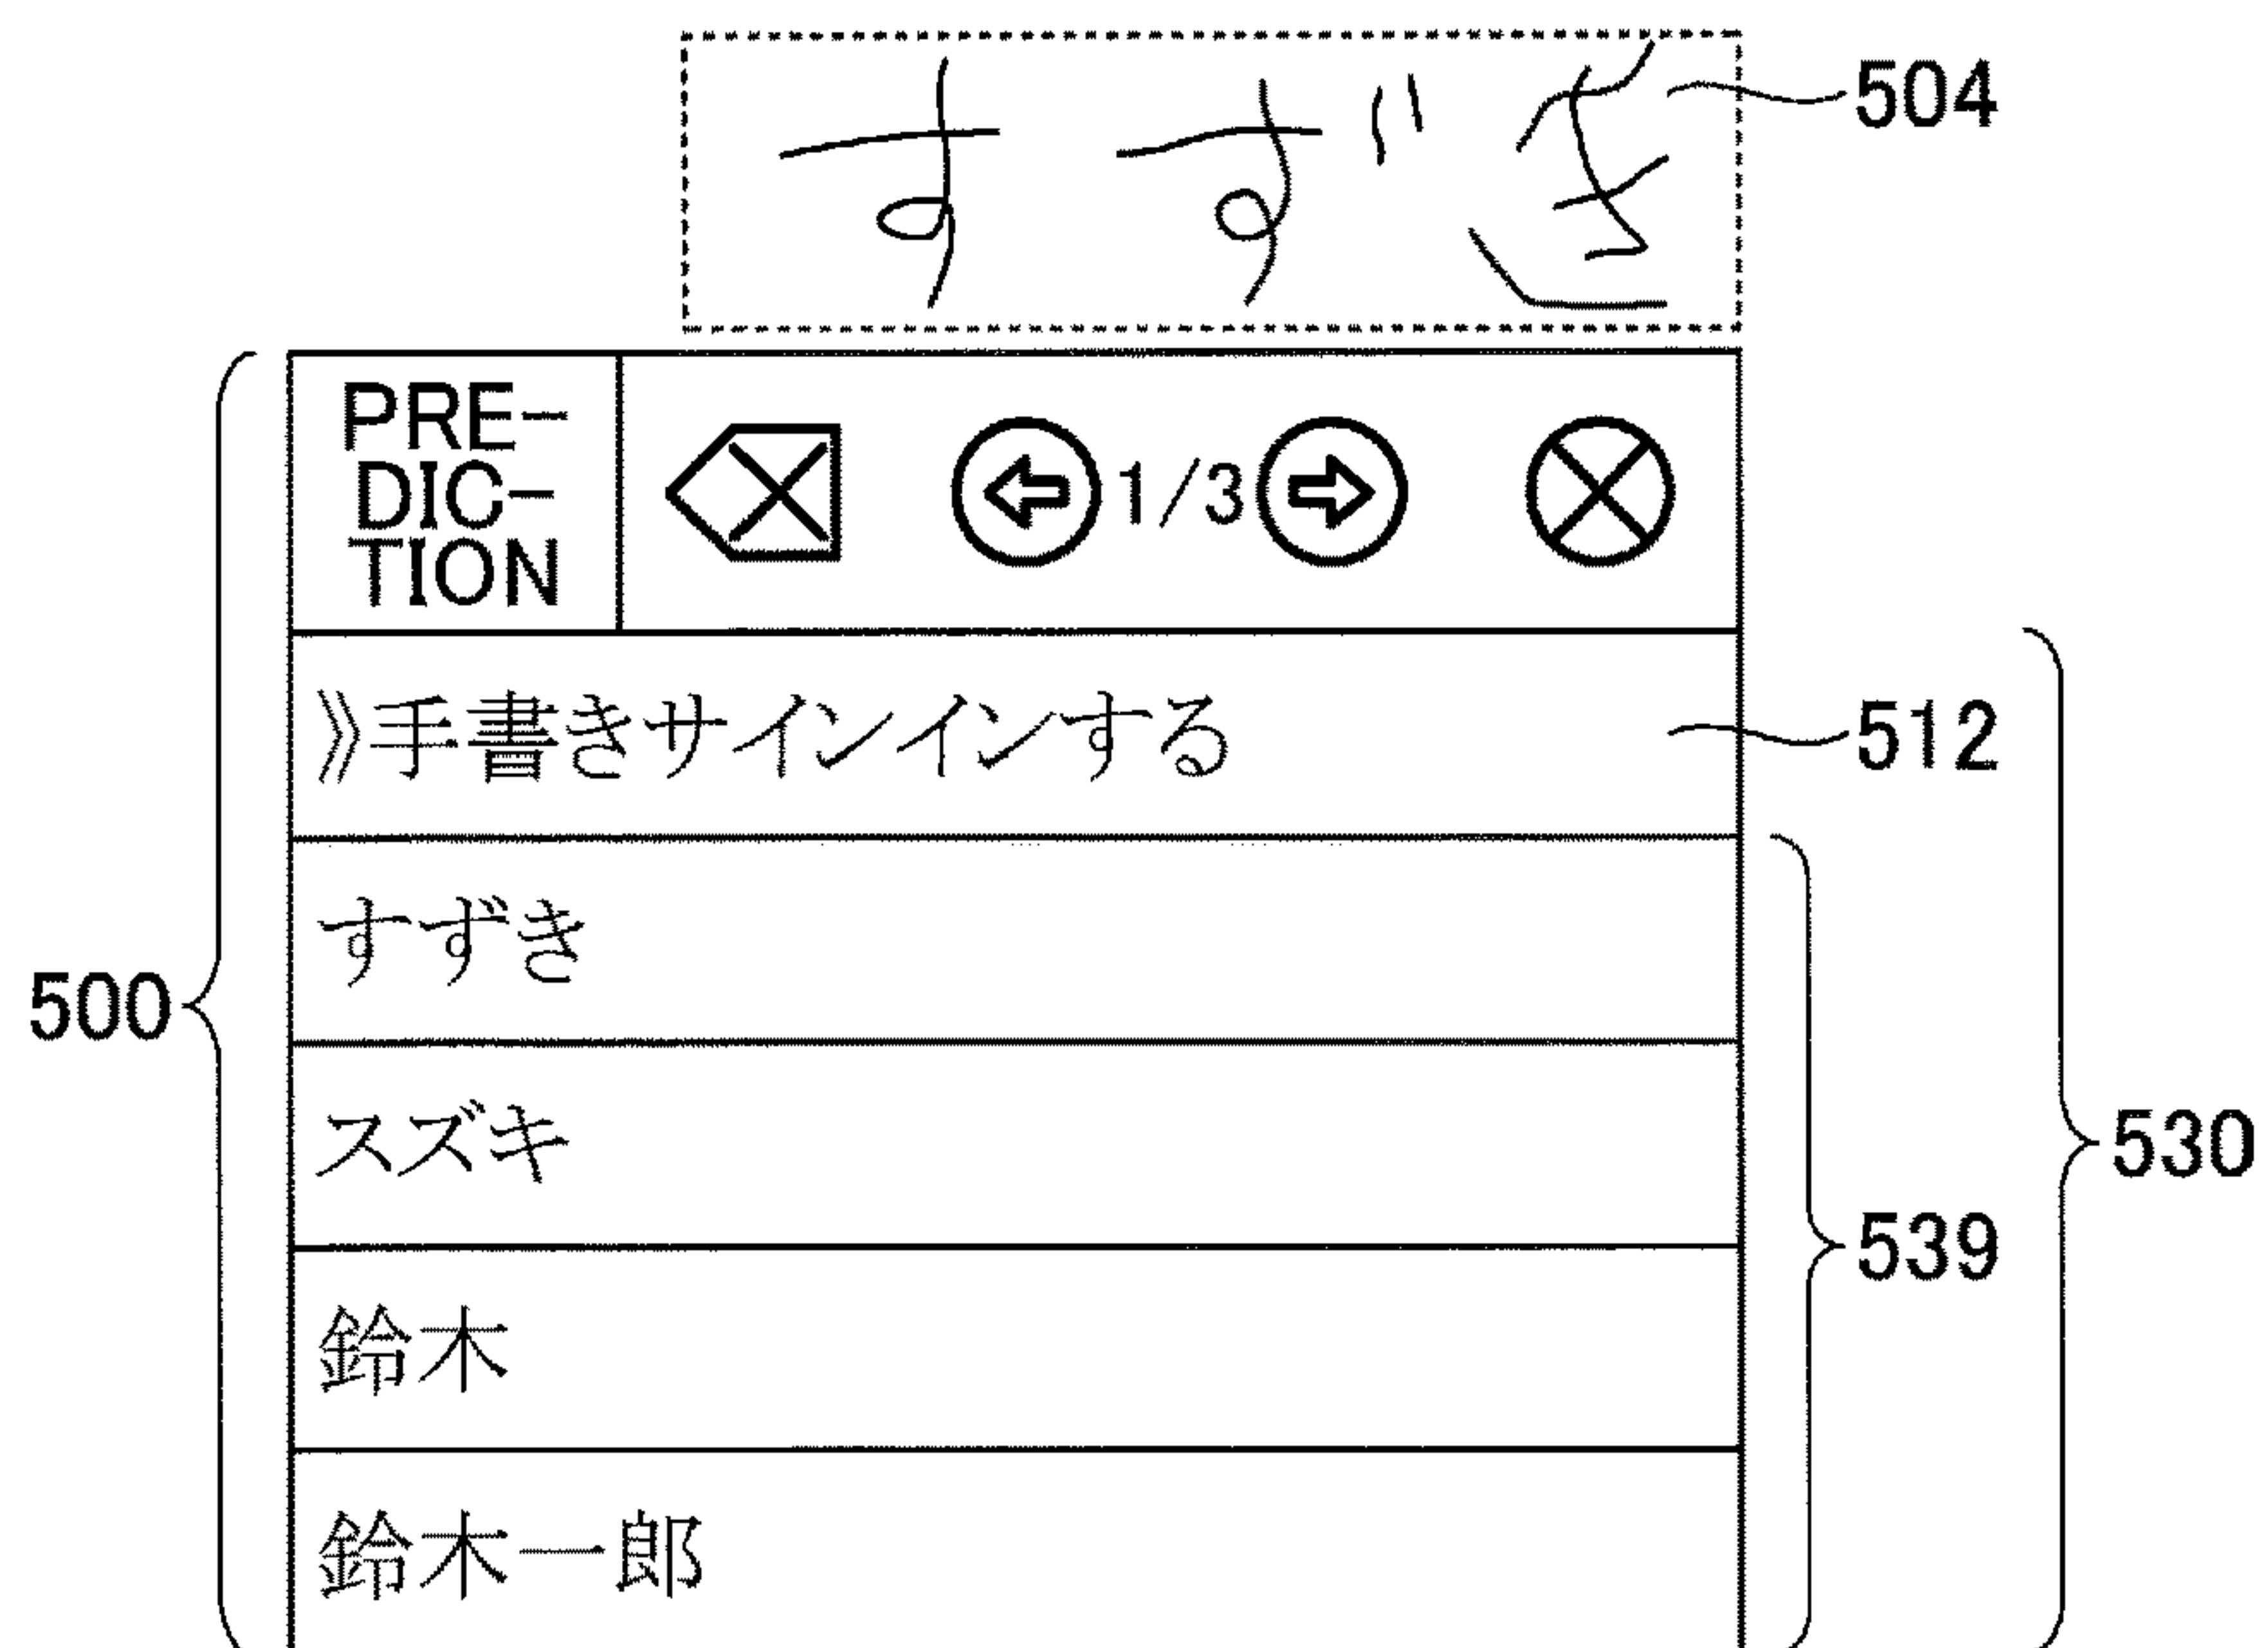 すずき
504
PRE-
DIC-
TION
1/3
》手書きサインインする
512
すずき
500
スズキ
530
539
鈴木
鈴木一郎